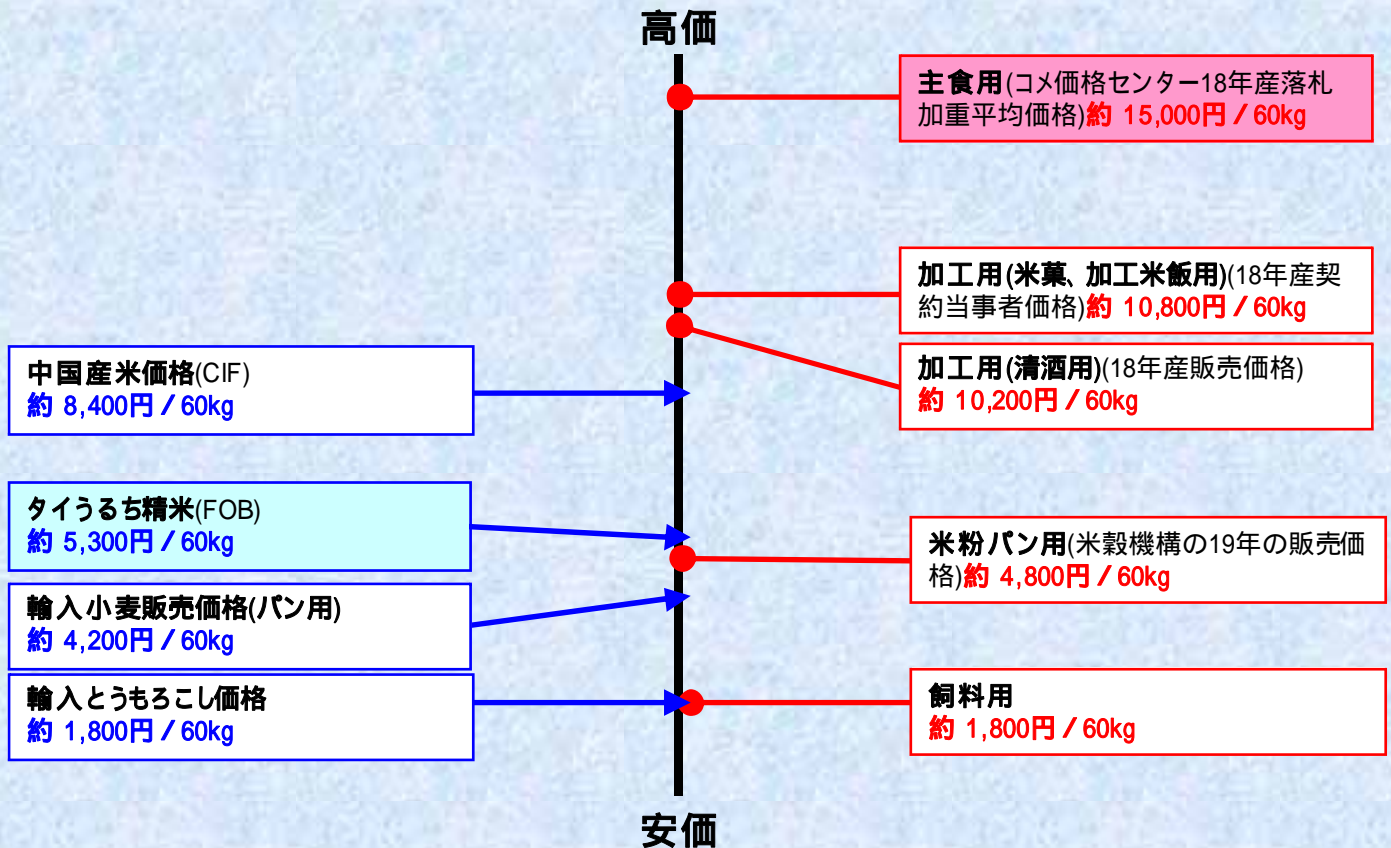 高価
主食用(コメ価格センター18年産落札
加重平均価格)約 15,000円／60kg
加工用(米菓、加工米飯用)(18年産契
約当事者価格)約 10,800円／60kg
加工用(清酒用)(18年産販売価格)
約 10,200円／60kg
中国産米価格(CIF)
約 8,400円／60kg
タイうるち精米(FOB)
約 5,300円／60kg
米粉パン用(米穀機構の19年の販売価
格)約 4,800円／60kg
輸入小麦販売価格(パン用)
約 4,200円／60kg
輸入とうもろこし価格
約 1,800円／60kg
飼料用
約 1,800円／60kg
安価